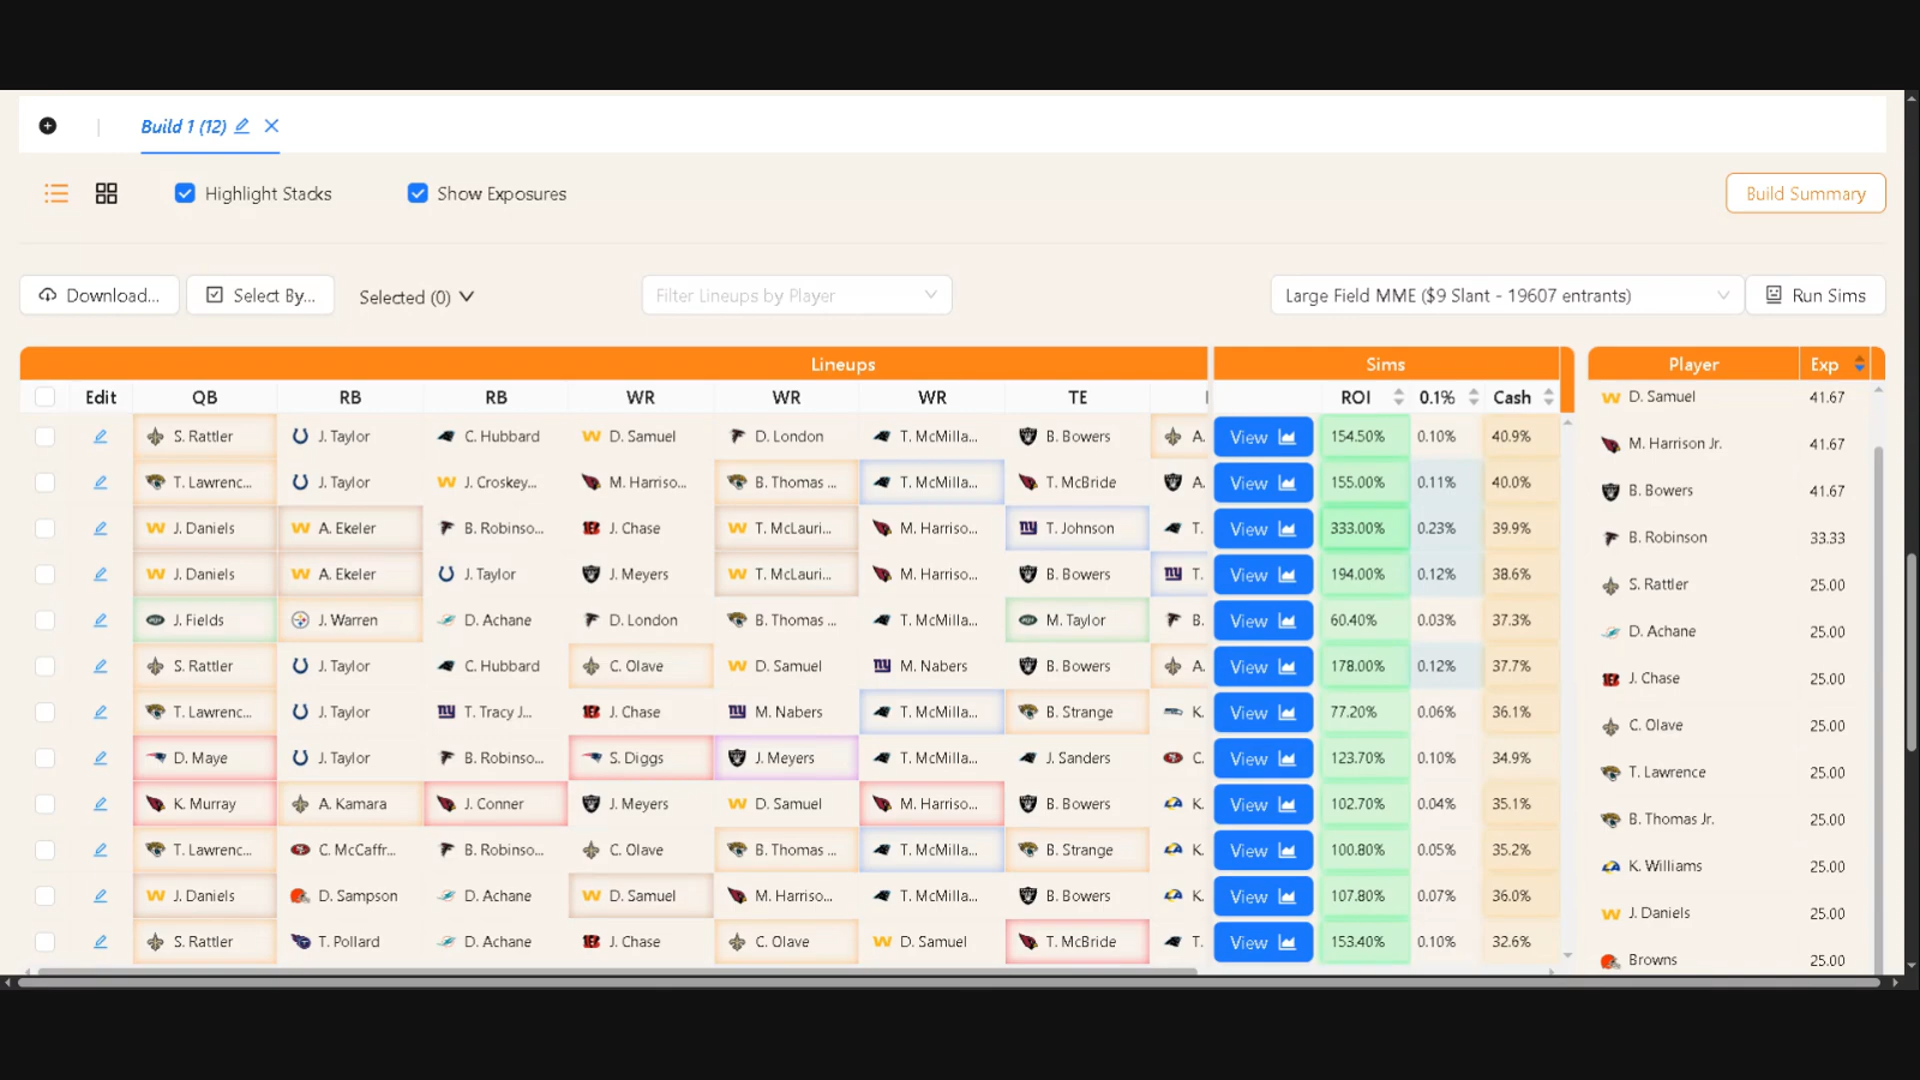 Build 1 (12)
Highlight Stacks
Show Exposures
Build Summary
Download...
Select By...
Selected (0)
Filter Lineups by Player
Large Field MME ($9 Slant - 19607 entrants)
Run Sims
Lineups
Sims
Player
Exp
Edit QB RB RB WR WR WR TE ROI 0.1% Cash
S. Rattler J. Taylor C. Hubbard D. Samuel D. London T. McMilla... B. Bowers A. View 154.50% 0.10% 40.9%
T. Lawrenc... J. Taylor J. Croskey... M. Harriso... B. Thomas ... T. McMilla... T. McBride A. View 155.00% 0.11% 40.0%
J. Daniels A. Ekeler B. Robinso... J. Chase T. McLauri... M. Harriso... T. Johnson T. View 333.00% 0.23% 39.9%
J. Daniels A. Ekeler J. Taylor J. Meyers T. McLauri... M. Harriso... B. Bowers T. View 194.00% 0.12% 38.6%
J. Fields J. Warren D. Achane D. London B. Thomas ... T. McMilla... M. Taylor B. View 60.40% 0.03% 37.3%
S. Rattler J. Taylor C. Hubbard C. Olave D. Samuel M. Nabers B. Bowers A. View 178.00% 0.12% 37.7%
T. Lawrenc... J. Taylor T. Tracy J... J. Chase M. Nabers T. McMilla... B. Strange K. View 77.20% 0.06% 36.1%
D. Maye J. Taylor B. Robinso... S. Diggs J. Meyers T. McMilla... J. Sanders C. View 123.70% 0.10% 34.9%
K. Murray A. Kamara J. Conner J. Meyers D. Samuel M. Harriso... B. Bowers K. View 102.70% 0.04% 35.1%
T. Lawrenc... C. McCaffr... B. Robinso... C. Olave B. Thomas ... T. McMilla... B. Strange K. View 100.80% 0.05% 35.2%
J. Daniels D. Sampson D. Achane D. Samuel M. Harriso... T. McMilla... B. Bowers K. View 107.80% 0.07% 36.0%
S. Rattler T. Pollard D. Achane J. Chase C. Olave D. Samuel T. McBride T. View 153.40% 0.10% 32.6%
D. Samuel 41.67
M. Harrison Jr. 41.67
B. Bowers 41.67
B. Robinson 33.33
S. Rattler 25.00
D. Achane 25.00
J. Chase 25.00
C. Olave 25.00
T. Lawrence 25.00
B. Thomas Jr. 25.00
K. Williams 25.00
J. Daniels 25.00
Browns 25.00